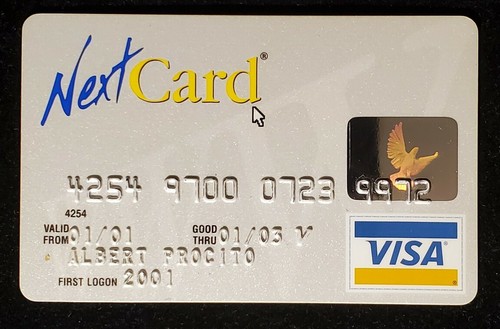 NextCard®
4254 9700 0723 9972
4254
VALID FROM 01/01 GOOD THRU 01/03 V
ALBERT PROCITO
FIRST LOGON 2001
VISA